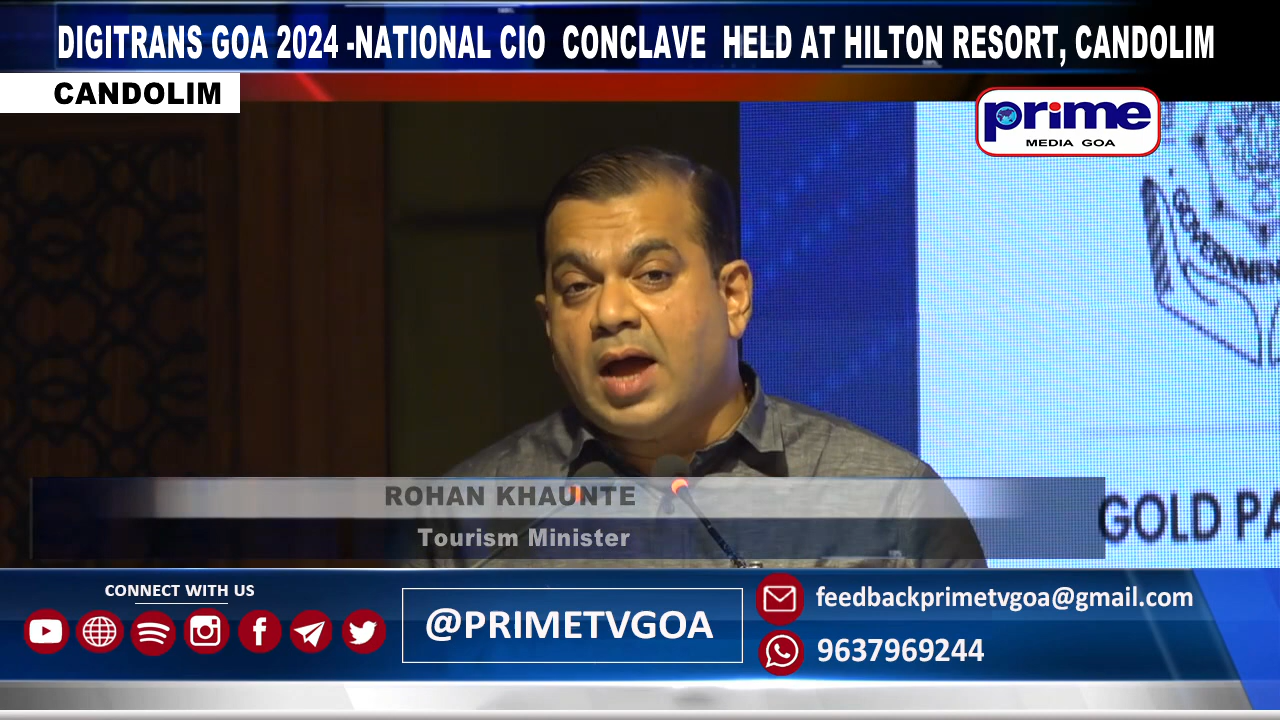 DIGITRANS GOA 2024 -NATIONAL CIO CONCLAVE HELD AT HILTON RESORT, CANDOLIM
CANDOLIM
prime
MEDIA GOA
GOVERNMENT
GOLD PA
ROHAN KHAUNTE
Tourism Minister
CONNECT WITH US
@PRIMETVGOA
feedbackprimetvgoa@gmail.com
9637969244